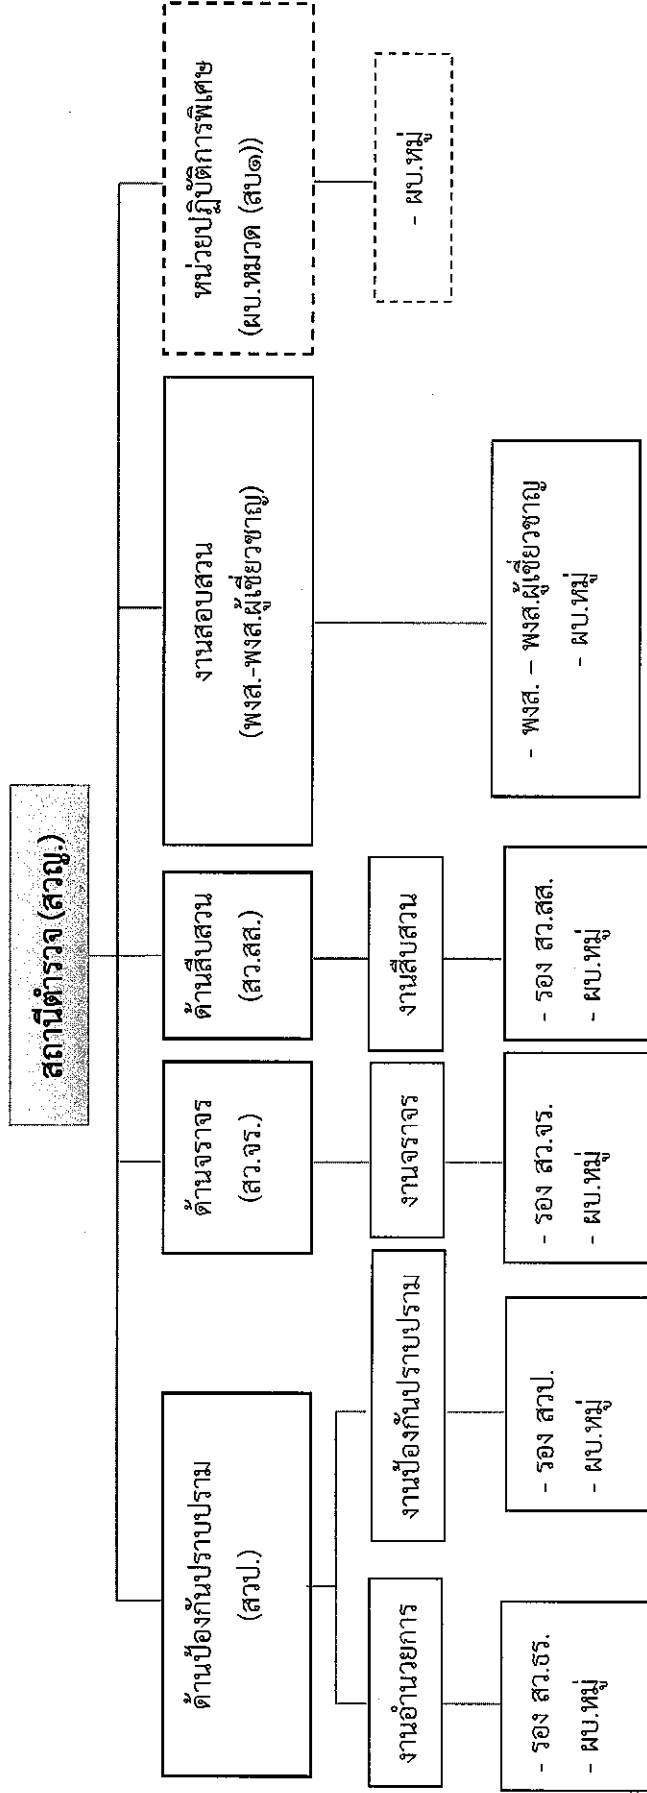 สถานีตำรวจ (สวญ.)
ด้านป้องกันปราบปราม
(สวป.)
ด้านจราจร
(สว.จร.)
ด้านสืบสวน
(สว.สส.)
งานสอบสวน
(พงส.-พงส.ผู้เชี่ยวชาญ)
หน่วยปฏิบัติการพิเศษ
(ผบ.หมวด (สบ๑))
งานอำนวยการ
งานป้องกันปราบปราม
งานจราจร
งานสืบสวน
- ผบ.หมู่
- รอง สว.ธร.
- ผบ.หมู่
- รอง สวป.
- ผบ.หมู่
- รอง สว.จร.
- ผบ.หมู่
- รอง สว.สส.
- ผบ.หมู่
- พงส. – พงส.ผู้เชี่ยวชาญ
- ผบ.หมู่